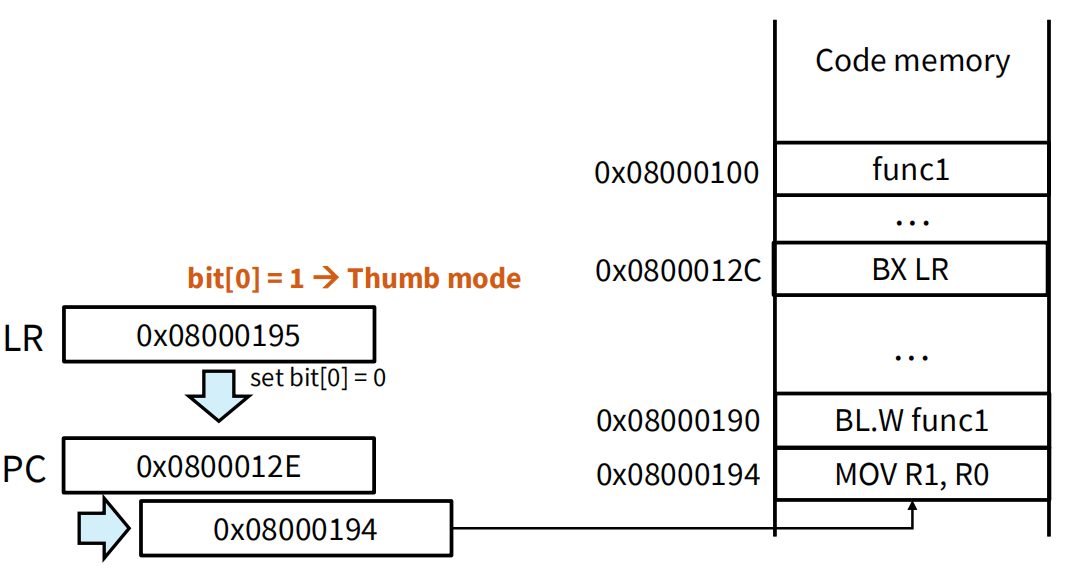 Code memory
0x08000100 func1
...
bit[0] = 1 → Thumb mode
0x0800012C BX LR
LR 0x08000195
...
set bit[0] = 0
0x08000190 BL.W func1
PC 0x0800012E
0x08000194 MOV R1, R0
0x08000194